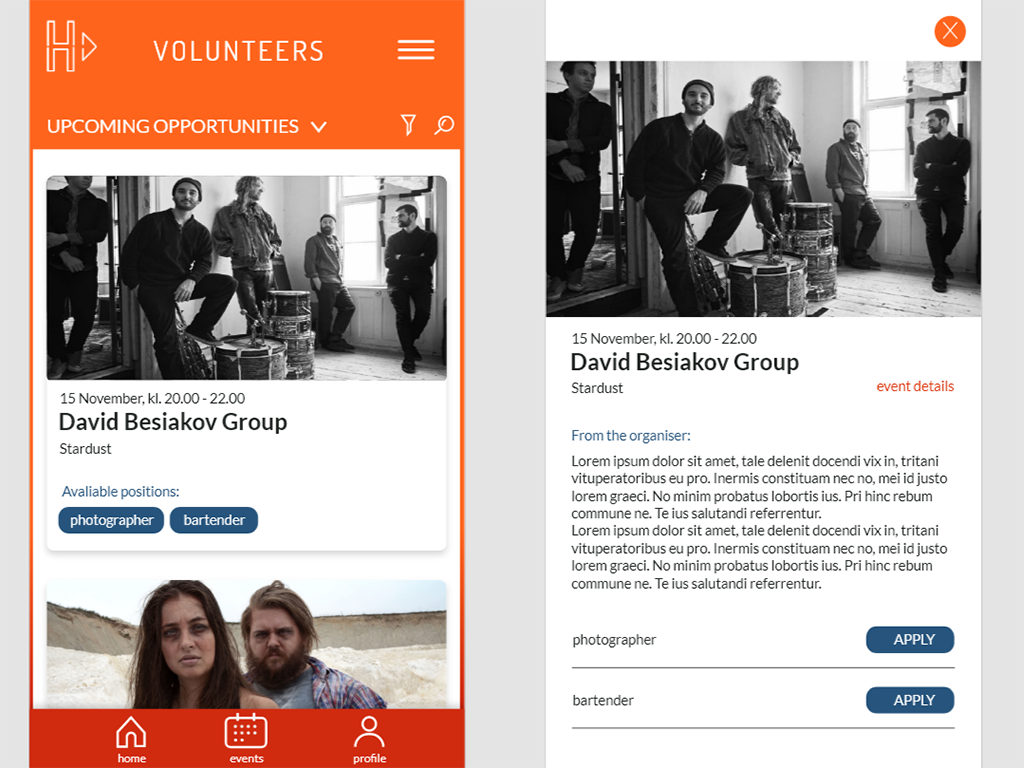 H
VOLUNTEERS
UPCOMING OPPORTUNITIES
15 November, kl. 20.00 - 22.00
David Besiakov Group
Stardust
Avaliable positions:
photographer bartender
home events profile
X
15 November, kl. 20.00 - 22.00
David Besiakov Group
Stardust event details
From the organiser:
Lorem ipsum dolor sit amet, tale delenit docendi vix in, tritani
vituperatoribus eu pro. Inermis constituam nec no, mei id justo
lorem graeci. No minim probatus lobortis ius. Pri hinc rebum
commune ne. Te ius salutandi referrentur.
Lorem ipsum dolor sit amet, tale delenit docendi vix in, tritani
vituperatoribus eu pro. Inermis constituam nec no, mei id justo
lorem graeci. No minim probatus lobortis ius. Pri hinc rebum
commune ne. Te ius salutandi referrentur.
photographer APPLY
bartender APPLY